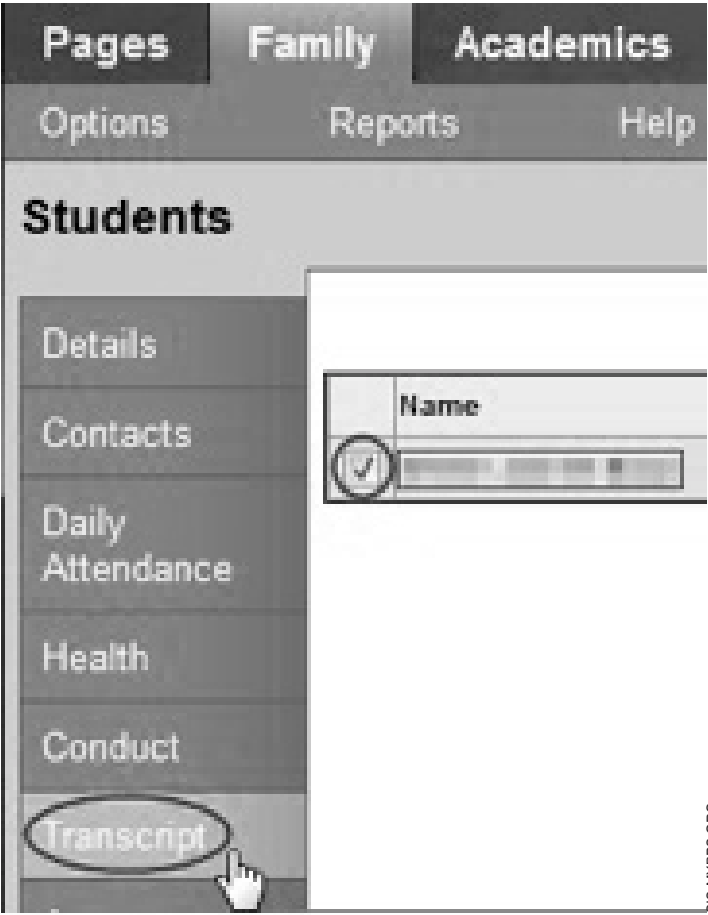 Pages Family Academics
Options Reports Help
Students
Details
Contacts
Daily
Attendance
Health
Conduct
Transcript
Name